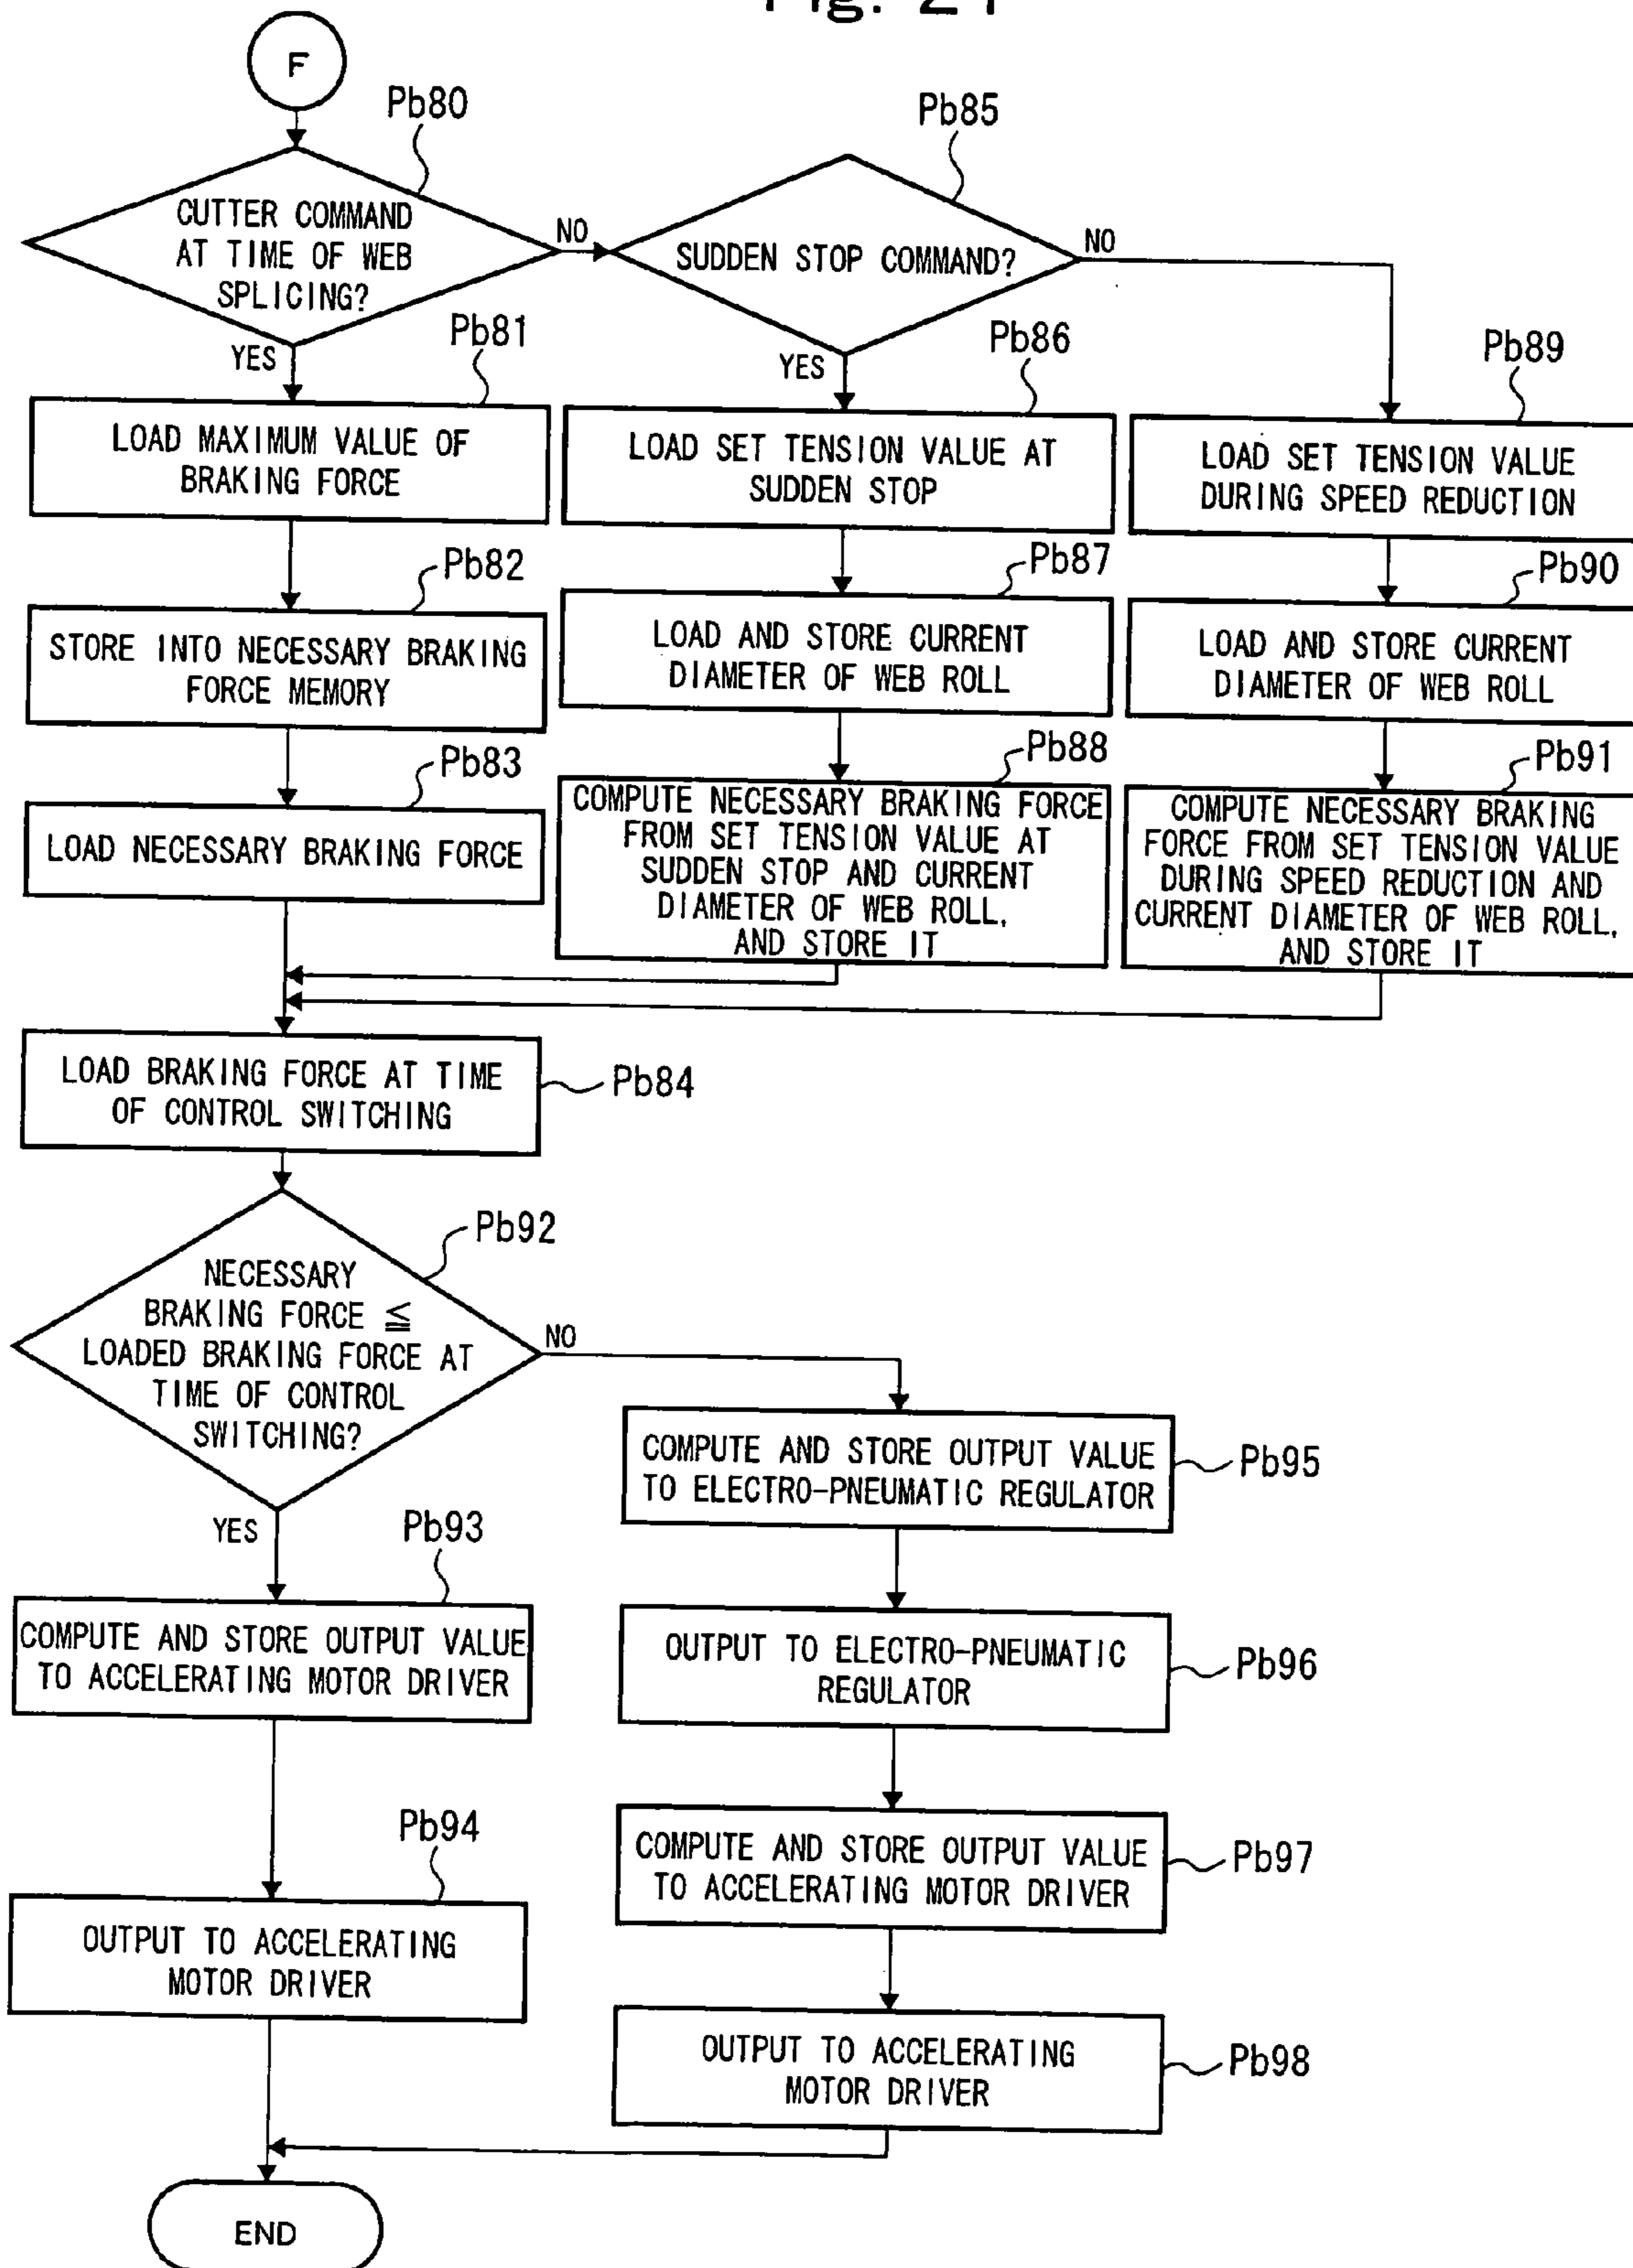 F
Pb80
CUTTER COMMAND
AT TIME OF WEB
SPLICING?
NO
YES
Pb85
SUDDEN STOP COMMAND?
NO
YES
Pb81
LOAD MAXIMUM VALUE OF
BRAKING FORCE
Pb86
LOAD SET TENSION VALUE AT
SUDDEN STOP
Pb89
LOAD SET TENSION VALUE
DURING SPEED REDUCTION
Pb82
STORE INTO NECESSARY BRAKING
FORCE MEMORY
Pb87
LOAD AND STORE CURRENT
DIAMETER OF WEB ROLL
Pb90
LOAD AND STORE CURRENT
DIAMETER OF WEB ROLL
Pb83
LOAD NECESSARY BRAKING FORCE
Pb88
COMPUTE NECESSARY BRAKING FORCE
FROM SET TENSION VALUE AT
SUDDEN STOP AND CURRENT
DIAMETER OF WEB ROLL,
AND STORE IT
Pb91
COMPUTE NECESSARY BRAKING
FORCE FROM SET TENSION VALUE
DURING SPEED REDUCTION AND
CURRENT DIAMETER OF WEB ROLL,
AND STORE IT
LOAD BRAKING FORCE AT TIME
OF CONTROL SWITCHING
Pb84
Pb92
NECESSARY
BRAKING FORCE ≦
LOADED BRAKING FORCE AT
TIME OF CONTROL
SWITCHING?
NO
YES
Pb93
COMPUTE AND STORE OUTPUT VALUE
TO ACCELERATING MOTOR DRIVER
Pb94
OUTPUT TO ACCELERATING
MOTOR DRIVER
COMPUTE AND STORE OUTPUT VALUE
TO ELECTRO-PNEUMATIC REGULATOR
Pb95
OUTPUT TO ELECTRO-PNEUMATIC
REGULATOR
Pb96
COMPUTE AND STORE OUTPUT VALUE
TO ACCELERATING MOTOR DRIVER
Pb97
OUTPUT TO ACCELERATING
MOTOR DRIVER
Pb98
END